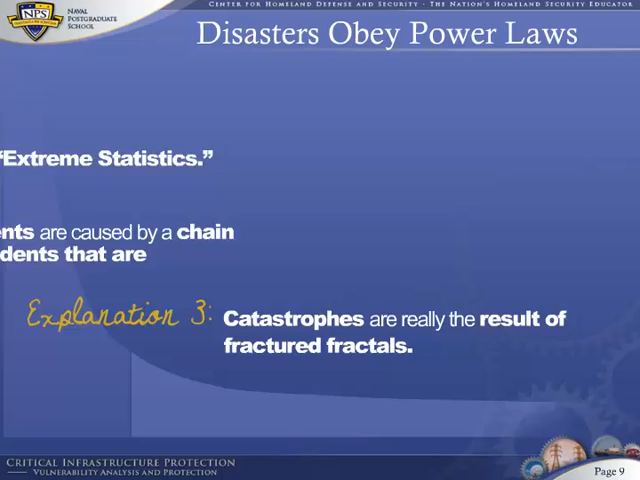 CENTER FOR HOMELAND DEFENSE AND SECURITY · THE NATION'S HOMELAND SECURITY EDUCATOR
NPS
NAVAL
POSTGRADUATE
SCHOOL
Disasters Obey Power Laws
"Extreme Statistics."
ents are caused by a chain
dents that are
Explanation 3: Catastrophes are really the result of
fractured fractals.
CRITICAL INFRASTRUCTURE PROTECTION
VULNERABILITY ANALYSIS AND PROTECTION
Page 9